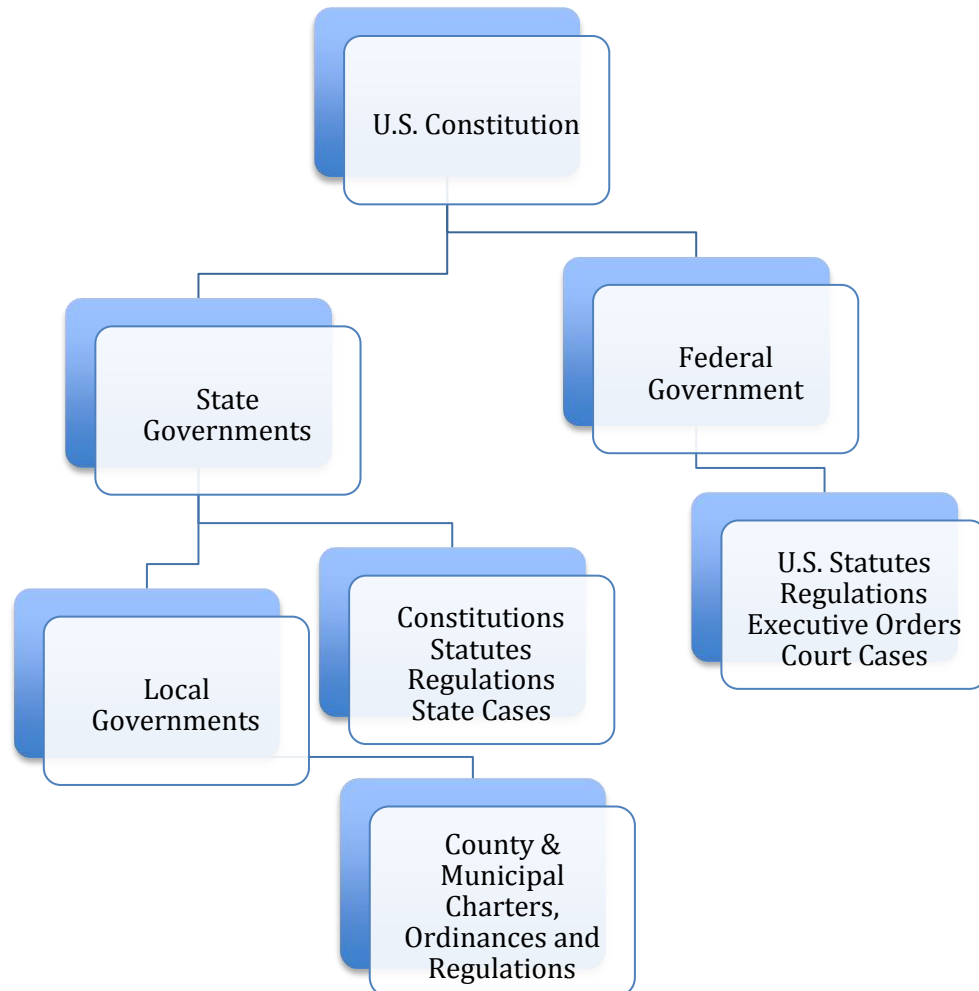 U.S. Constitution
State
Governments
Federal
Government
Local
Governments
Constitutions
Statutes
Regulations
State Cases
U.S. Statutes
Regulations
Executive Orders
Court Cases
County &
Municipal
Charters,
Ordinances and
Regulations